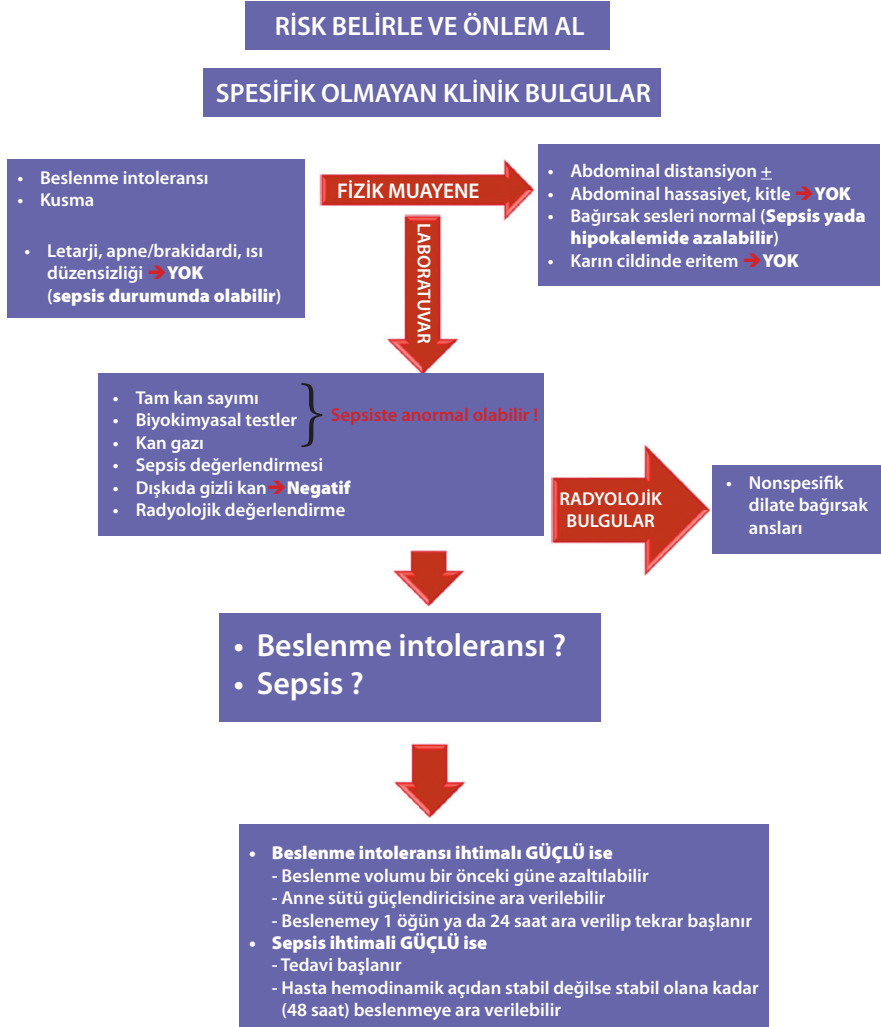 RİSK BELİRLE VE ÖNLEM AL
SPESİFİK OLMAYAN KLİNİK BULGULAR
• Beslenme intoleransı
• Kusma
• Letarji, apne/brakidardi, ısı
düzensizliği ➔ YOK
(sepsis durumunda olabilir)
FİZİK MUAYENE
• Abdominal distansiyon ±
• Abdominal hassasiyet, kitle ➔ YOK
• Bağırsak sesleri normal (Sepsis yada
hipokalemide azalabilir)
• Karın cildinde eritem ➔ YOK
LABORATUVAR
• Tam kan sayımı
• Biyokimyasal testler
• Kan gazı
} Sepsiste anormal olabilir !
• Sepsis değerlendirmesi
• Dışkıda gizli kan ➔ Negatif
• Radyolojik değerlendirme
RADYOLOJİK
BULGULAR
• Nonspesifik
dilate bağırsak
ansları
• Beslenme intoleransı ?
• Sepsis ?
• Beslenme intoleransı ihtimalı GÜÇLÜ ise
- Beslenme volumu bir önceki güne azaltılabilir
- Anne sütü güçlendiricisine ara verilebilir
- Beslenemey 1 öğün ya da 24 saat ara verilip tekrar başlanır
• Sepsis ihtimali GÜÇLÜ ise
- Tedavi başlanır
- Hasta hemodinamik açıdan stabil değilse stabil olana kadar
(48 saat) beslenmeye ara verilebilir